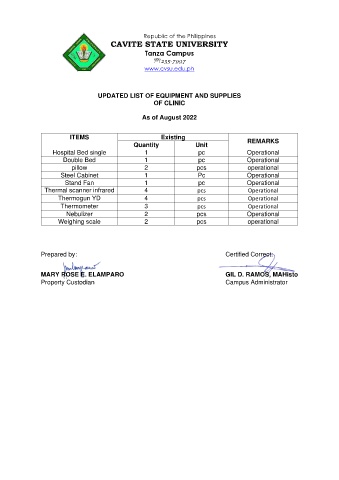 Republic of the Philippines
CAVITE STATE UNIVERSITY
Tanza Campus
www.cvsu.edu.ph
UPDATED LIST OF EQUIPMENT AND SUPPLIES
OF CLINIC
As of August 2022
ITEMS Existing REMARKS
Quantity Unit
Hospital Bed single 1 pc Operational
Double Bed 1 pc Operational
pillow 2 pcs operational
Steel Cabinet 1 Pc Operational
Stand Fan 1 pc Operational
Thermal scanner infrared 4 pcs Operational
Thermogun YD 4 pcs Operational
Thermometer 3 pcs Operational
Nebulizer 2 pcs Operational
Weighing scale 2 pcs operational
Prepared by: Certified Correct:
MARY ROSE E. ELAMPARO GIL D. RAMOS, MAHisto
Property Custodian Campus Administrator